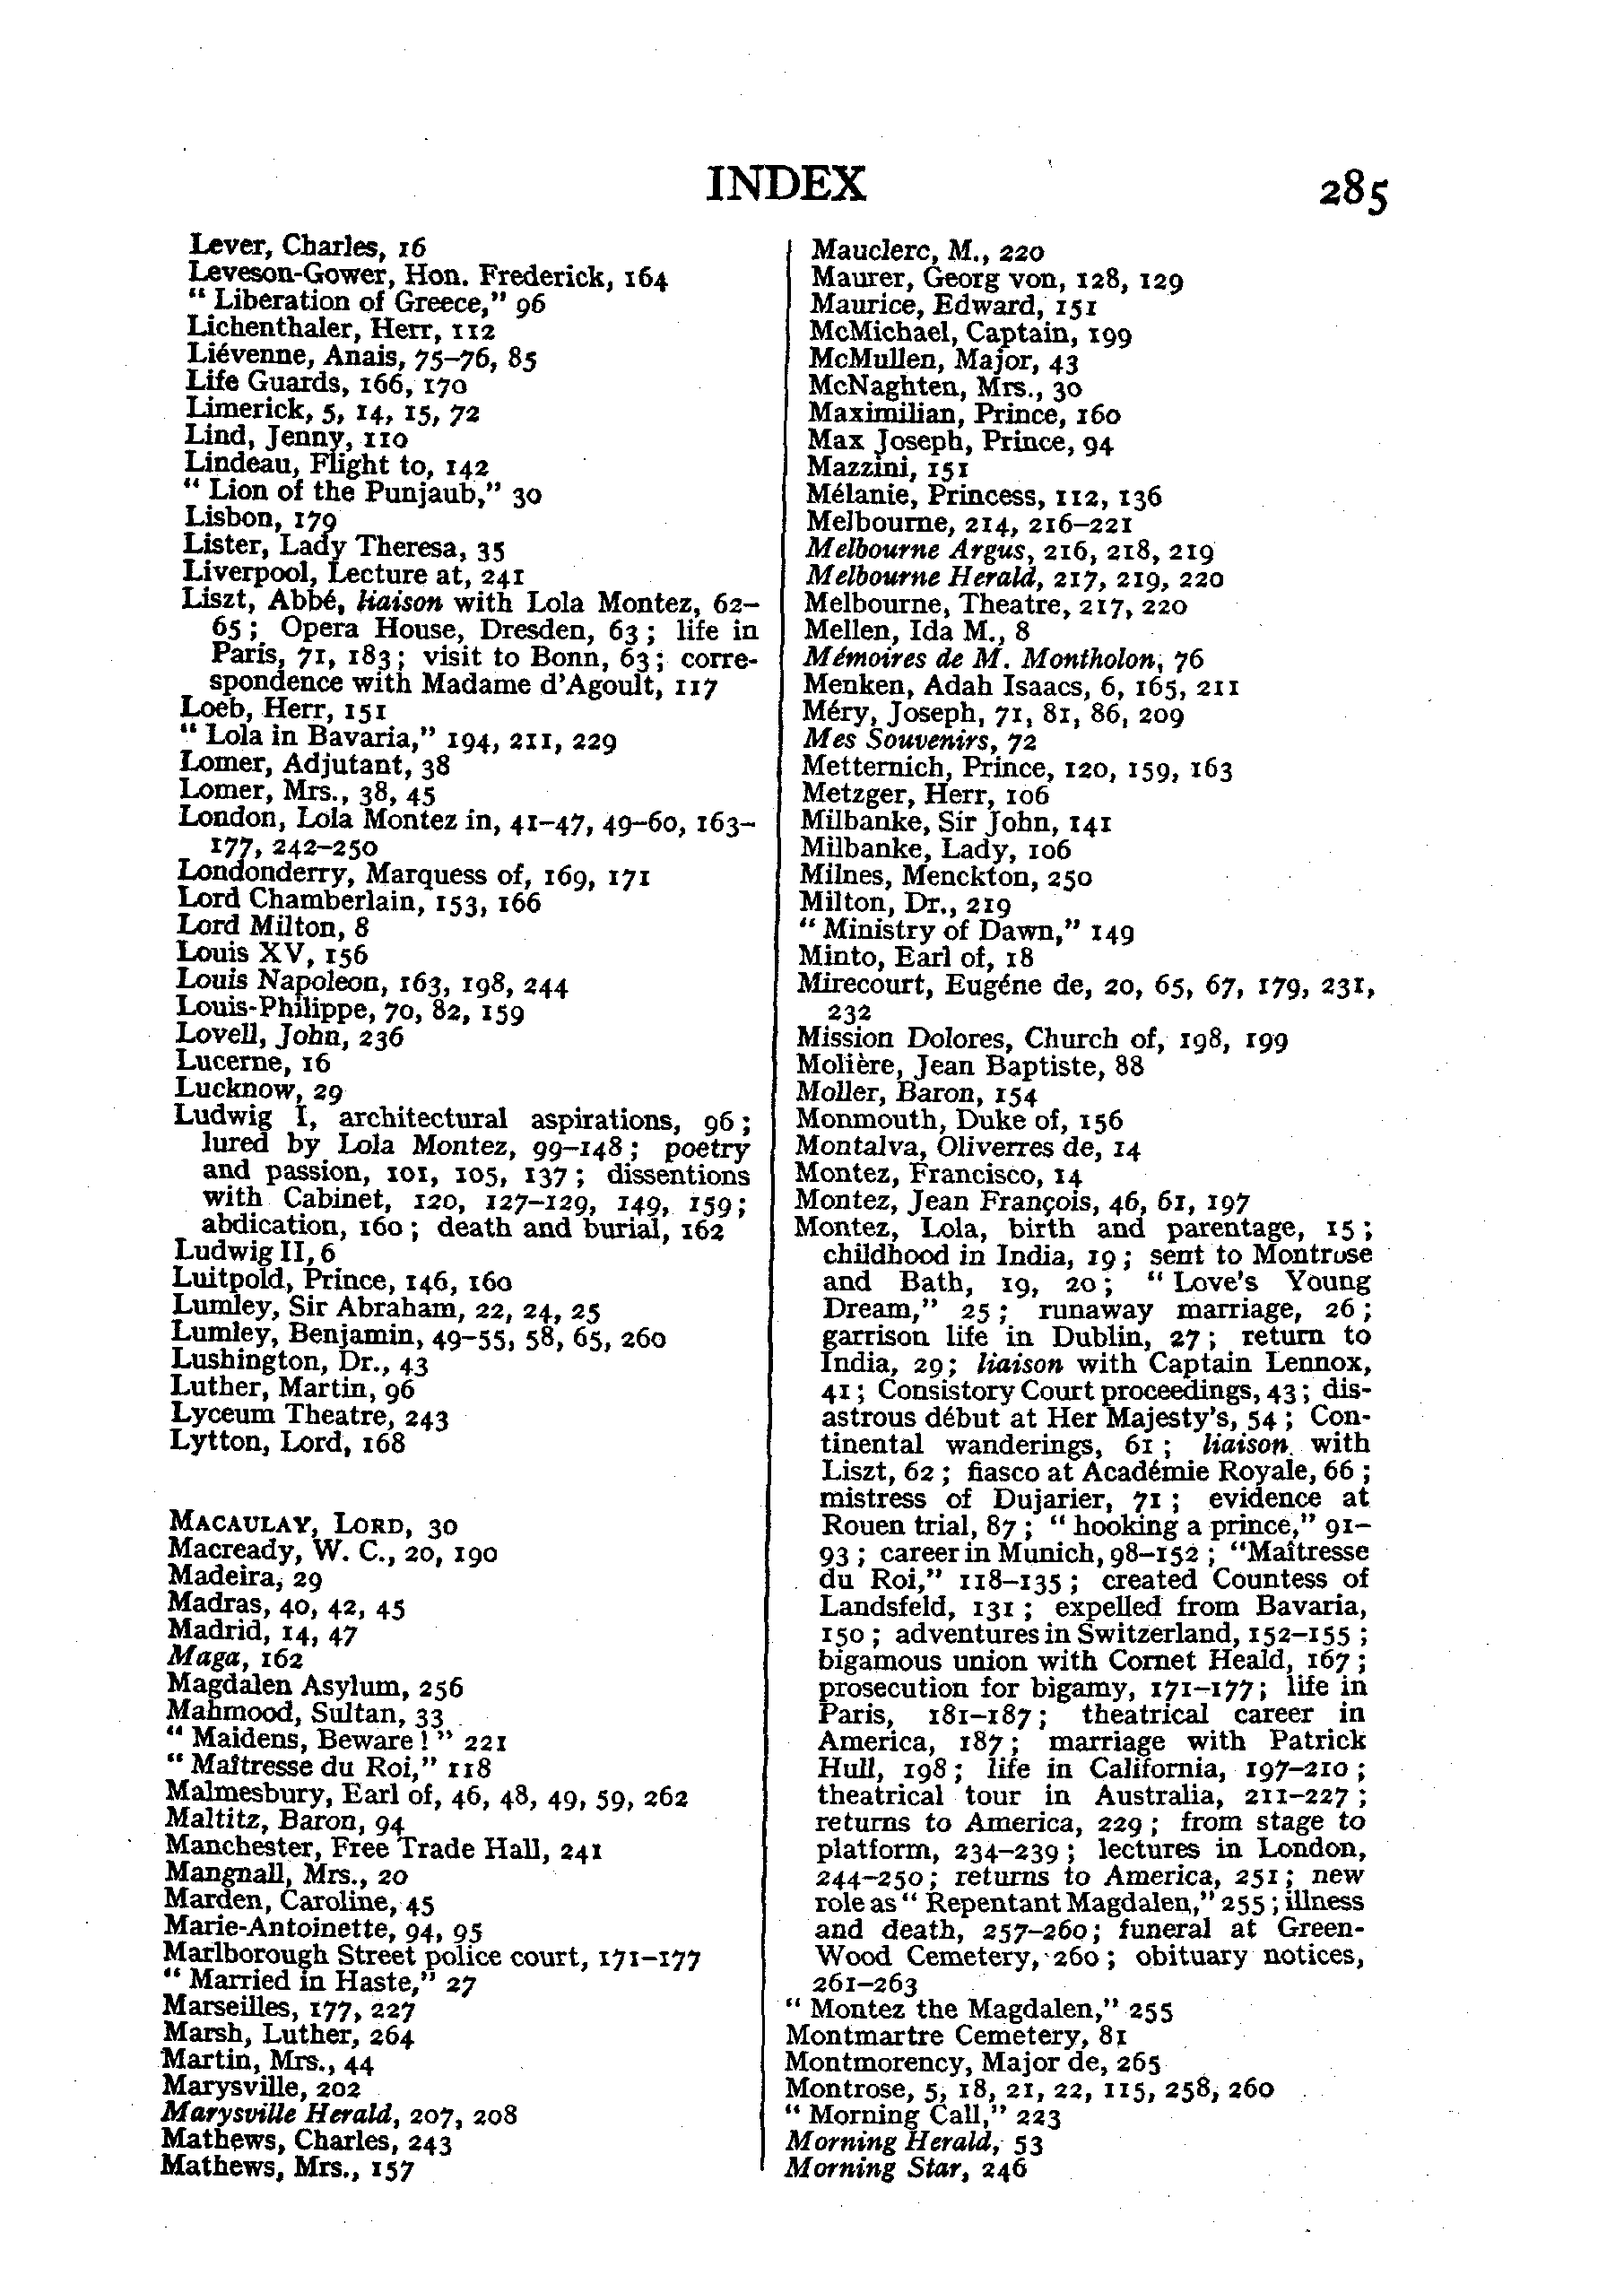 INDEX 285
Lever, Charles, 16
Leveson-Gower, Hon. Frederick, 164
“ Liberation of Greece,” 96
Lichenthaler, Herr, 112
Liévenne, Anais, 75–76, 85
Life Guards, 166, 170
Limerick, 5, 14, 15, 72
Lind, Jenny, 110
Lindeau, Flight to, 142
“ Lion of the Punjaub,” 30
Lisbon, 179
Lister, Lady Theresa, 35
Liverpool, Lecture at, 241
Liszt, Abbé, liaison with Lola Montez, 62–
65 ; Opera House, Dresden, 63 ; life in
Paris, 71, 183 ; visit to Bonn, 63 ; corre-
spondence with Madame d’Agoult, 117
Loeb, Herr, 151
“ Lola in Bavaria,” 194, 211, 229
Lomer, Adjutant, 38
Lomer, Mrs., 38, 45
London, Lola Montez in, 41–47, 49–60, 163–
177, 242–250
Londonderry, Marquess of, 169, 171
Lord Chamberlain, 153, 166
Lord Milton, 8
Louis XV, 156
Louis Napoleon, 163, 198, 244
Louis-Philippe, 70, 82, 159
Lovell, John, 236
Lucerne, 16
Lucknow, 29
Ludwig I, architectural aspirations, 96 ;
lured by Lola Montez, 99–148 ; poetry
and passion, 101, 105, 137 ; dissentions
with Cabinet, 120, 127–129, 149, 159 ;
abdication, 160 ; death and burial, 162
Ludwig II, 6
Luitpold, Prince, 146, 160
Lumley, Sir Abraham, 22, 24, 25
Lumley, Benjamin, 49–55, 58, 65, 260
Lushington, Dr., 43
Luther, Martin, 96
Lyceum Theatre, 243
Lytton, Lord, 168
MACAULAY, LORD, 30
Macready, W. C., 20, 190
Madeira, 29
Madras, 40, 42, 45
Madrid, 14, 47
Maga, 162
Magdalen Asylum, 256
Mahmood, Sultan, 33
“ Maidens, Beware ! ” 221
“ Maîtresse du Roi,” 118
Malmesbury, Earl of, 46, 48, 49, 59, 262
Maltitz, Baron, 94
Manchester, Free Trade Hall, 241
Mangnall, Mrs., 20
Marden, Caroline, 45
Marie-Antoinette, 94, 95
Marlborough Street police court, 171–177
“ Married in Haste,” 27
Marseilles, 177, 227
Marsh, Luther, 264
Martin, Mrs., 44
Marysville, 202
Marysville Herald, 207, 208
Mathews, Charles, 243
Mathews, Mrs., 157
Mauclerc, M., 220
Maurer, Georg von, 128, 129
Maurice, Edward, 151
McMichael, Captain, 199
McMullen, Major, 43
McNaghten, Mrs., 30
Maximilian, Prince, 160
Max Joseph, Prince, 94
Mazzini, 151
Mélanie, Princess, 112, 136
Melbourne, 214, 216–221
Melbourne Argus, 216, 218, 219
Melbourne Herald, 217, 219, 220
Melbourne, Theatre, 217, 220
Mellen, Ida M., 8
Mémoires de M. Montholon, 76
Menken, Adah Isaacs, 6, 165, 211
Méry, Joseph, 71, 81, 86, 209
Mes Souvenirs, 72
Metternich, Prince, 120, 159, 163
Metzger, Herr, 106
Milbanke, Sir John, 141
Milbanke, Lady, 106
Milnes, Menckton, 250
Milton, Dr., 219
“ Ministry of Dawn,” 149
Minto, Earl of, 18
Mirecourt, Eugéne de, 20, 65, 67, 179, 231,
232
Mission Dolores, Church of, 198, 199
Molière, Jean Baptiste, 88
Moller, Baron, 154
Monmouth, Duke of, 156
Montalva, Oliverres de, 14
Montez, Francisco, 14
Montez, Jean François, 46, 61, 197
Montez, Lola, birth and parentage, 15 ;
childhood in India, 19 ; sent to Montrose
and Bath, 19, 20 ; “ Love’s Young
Dream,” 25 ; runaway marriage, 26 ;
garrison life in Dublin, 27 ; return to
India, 29 ; liaison with Captain Lennox,
41 ; Consistory Court proceedings, 43 ; dis-
astrous début at Her Majesty’s, 54 ; Con-
tinental wanderings, 61 ; liaison with
Liszt, 62 ; fiasco at Académie Royale, 66 ;
mistress of Dujarier, 71 ; evidence at
Rouen trial, 87 ; “ hooking a prince,” 91–
93 ; career in Munich, 98–152 ; “Maîtresse
du Roi,” 118–135 ; created Countess of
Landsfeld, 131 ; expelled from Bavaria,
150 ; adventures in Switzerland, 152–155 ;
bigamous union with Cornet Heald, 167 ;
prosecution for bigamy, 171–177 ; life in
Paris, 181–187 ; theatrical career in
America, 187 ; marriage with Patrick
Hull, 198 ; life in California, 197–210 ;
theatrical tour in Australia, 211–227 ;
returns to America, 229 ; from stage to
platform, 234–239 ; lectures in London,
244–250 ; returns to America, 251 ; new
role as “ Repentant Magdalen,” 255 ; illness
and death, 257–260 ; funeral at Green-
Wood Cemetery, 260 ; obituary notices,
261–263
“ Montez the Magdalen,” 255
Montmartre Cemetery, 81
Montmorency, Major de, 265
Montrose, 5, 18, 21, 22, 115, 258, 260
“ Morning Call,” 223
Morning Herald, 53
Morning Star, 246